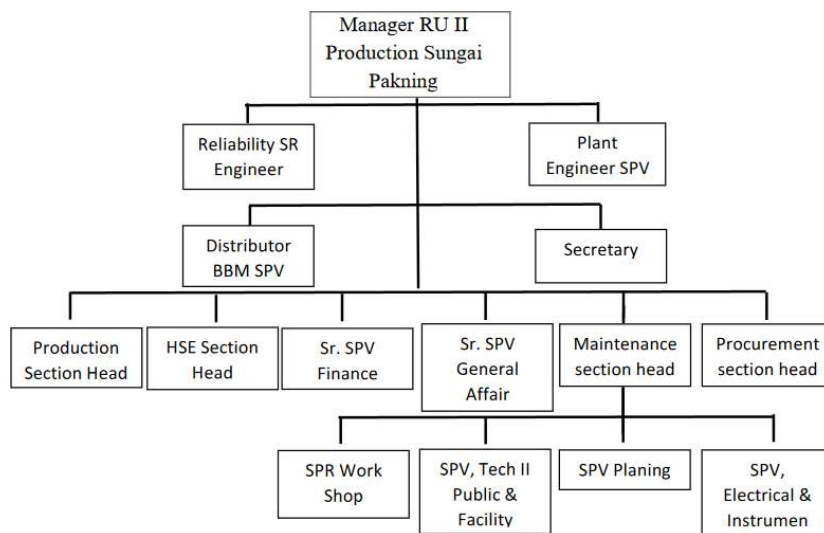 Manager RU II
Production Sungai
Pakning
Reliability SR
Engineer
Plant
Engineer SPV
Distributor
BBM SPV
Secretary
Production
Section Head
HSE Section
Head
Sr. SPV
Finance
Sr. SPV
General
Affair
Maintenance
section head
Procurement
section head
SPR Work
Shop
SPV, Tech II
Public &
Facility
SPV Planing
SPV,
Electrical &
Instrumen